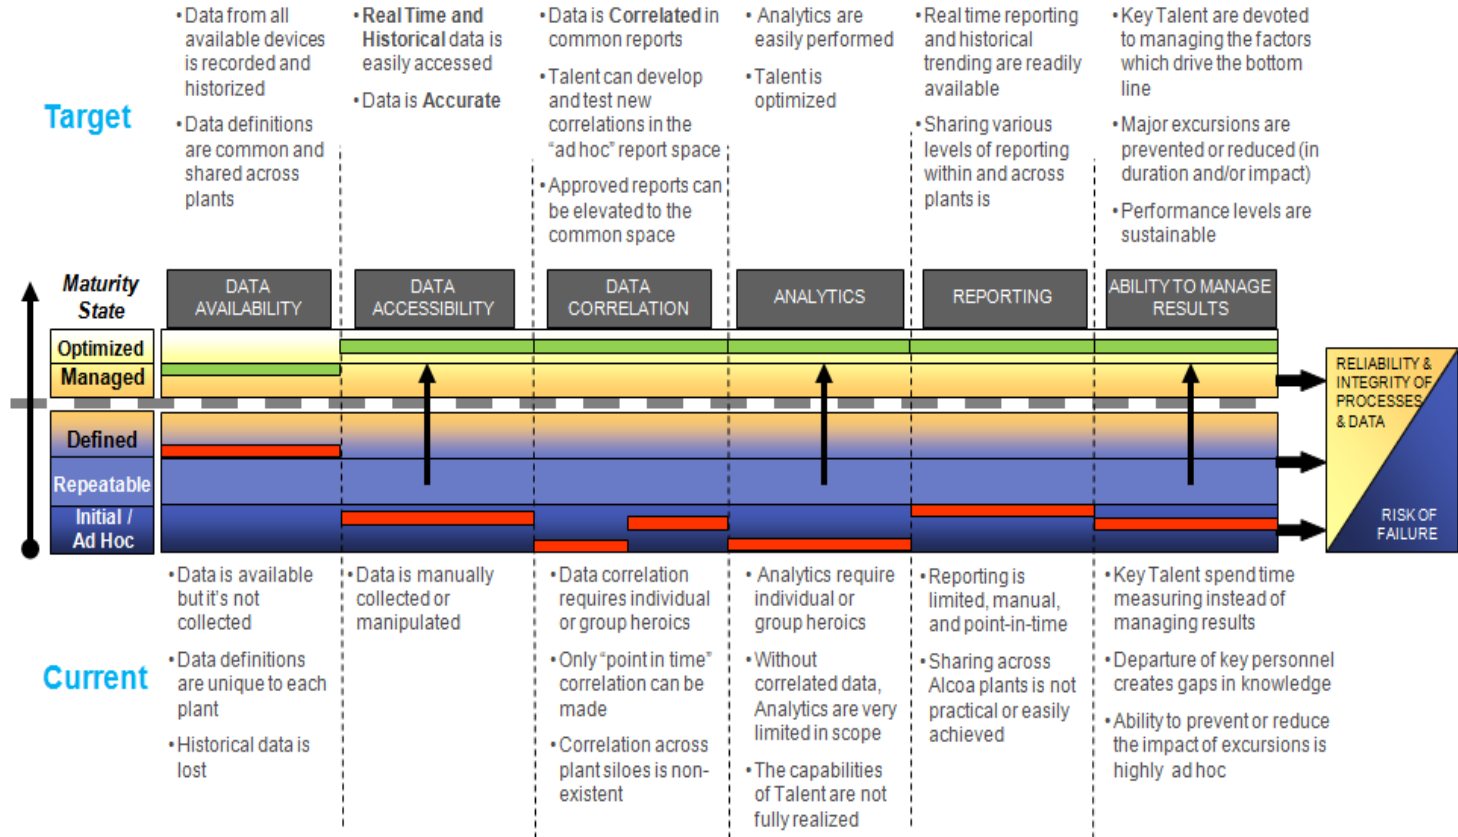 Target
• Data from all
available devices
is recorded and
historized
• Data definitions
are common and
shared across
plants
• Real Time and
Historical data is
easily accessed
• Data is Accurate
• Data is Correlated in
common reports
• Talent can develop
and test new
correlations in the
“ad hoc” report space
• Approved reports can
be elevated to the
common space
• Analytics are
easily performed
• Talent is
optimized
• Real time reporting
and historical
trending are readily
available
• Sharing various
levels of reporting
within and across
plants is
• Key Talent are devoted
to managing the factors
which drive the bottom
line
• Major excursions are
prevented or reduced (in
duration and/or impact)
• Performance levels are
sustainable
Maturity
State
DATA
AVAILABILITY
DATA
ACCESSIBILITY
DATA
CORRELATION
ANALYTICS
REPORTING
ABILITY TO MANAGE
RESULTS
Optimized
Managed
Defined
Repeatable
Initial /
Ad Hoc
RELIABILITY &
INTEGRITY OF
PROCESSES
& DATA
RISK OF
FAILURE
Current
• Data is available
but it’s not
collected
• Data definitions
are unique to each
plant
• Historical data is
lost
• Data is manually
collected or
manipulated
• Data correlation
requires individual
or group heroics
• Only “point in time”
correlation can be
made
• Correlation across
plant siloes is non-
existent
• Analytics require
individual or
group heroics
• Without
correlated data,
Analytics are very
limited in scope
• The capabilities
of Talent are not
fully realized
• Reporting is
limited, manual,
and point-in-time
• Sharing across
Alcoa plants is not
practical or easily
achieved
• Key Talent spend time
measuring instead of
managing results
• Departure of key personnel
creates gaps in knowledge
• Ability to prevent or reduce
the impact of excursions is
highly ad hoc